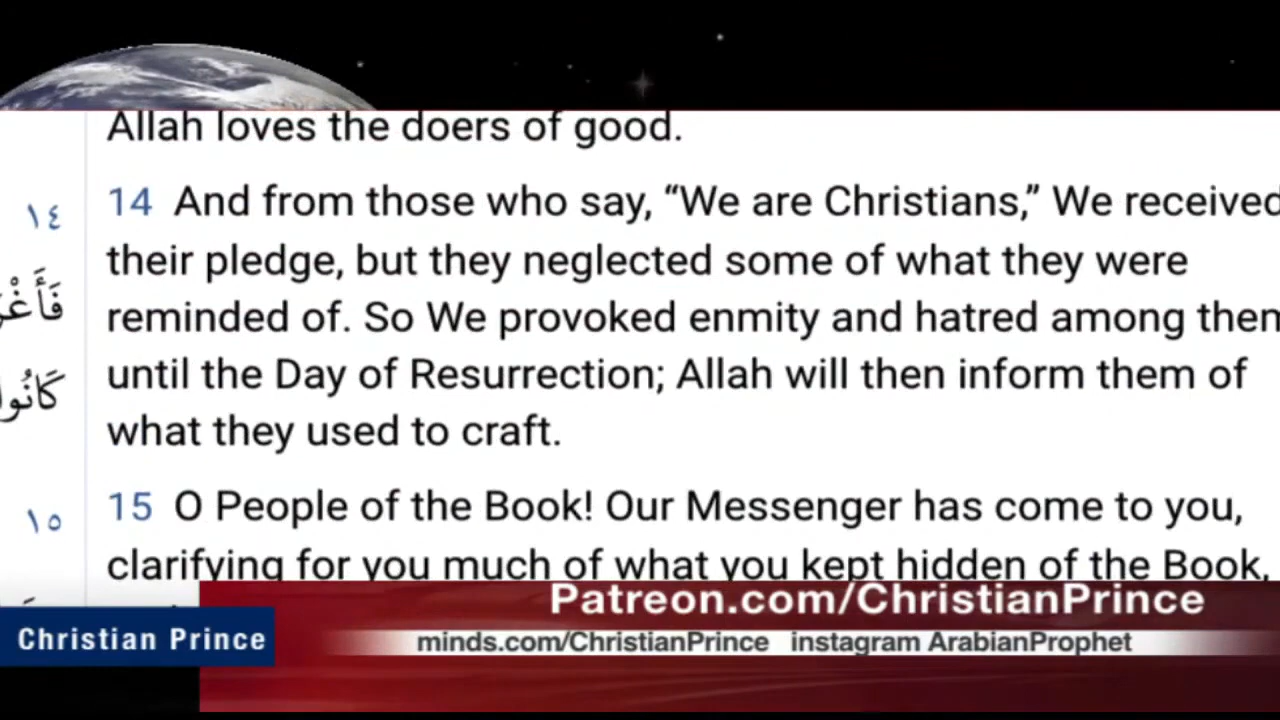 Allah loves the doers of good.
١٤
14 And from those who say, “We are Christians,” We received
their pledge, but they neglected some of what they were
reminded of. So We provoked enmity and hatred among them
until the Day of Resurrection; Allah will then inform them of
what they used to craft.
١٥
15 O People of the Book! Our Messenger has come to you,
clarifying for you much of what you kept hidden of the Book,
Patreon.com/ChristianPrince
Christian Prince
minds.com/ChristianPrince instagram ArabianProphet